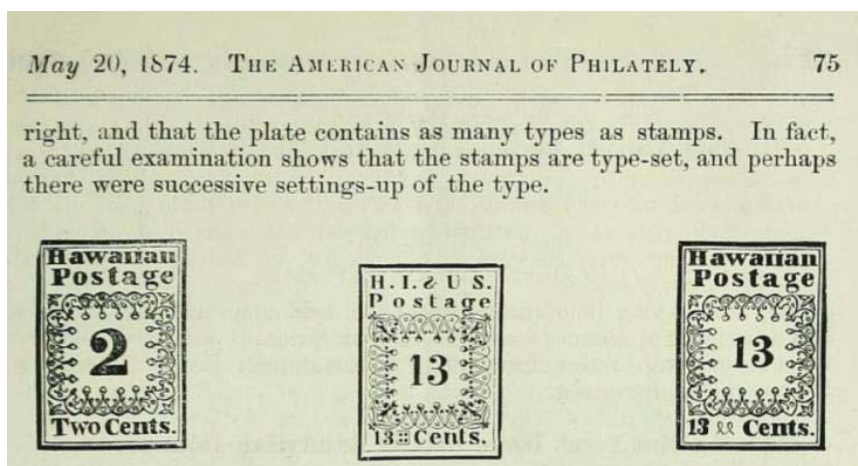 May 20, 1874. THE AMERICAN JOURNAL OF PHILATELY. 75
right, and that the plate contains as many types as stamps. In fact,
a careful examination shows that the stamps are type-set, and perhaps
there were successive settings-up of the type.
Hawaiian
Postage
2
Two Cents.
H. I. & U S.
Postage
13
13 Cents.
Hawaiian
Postage
13
13 Cents.